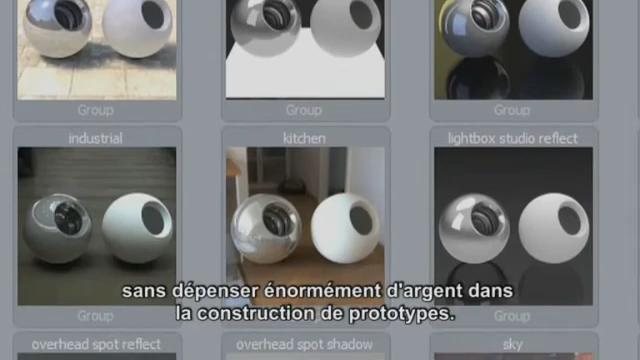 Group
Group
Group
industrial
kitchen
lightbox studio reflect
sans dépenser énormément d'argent dans
la construction de prototypes.
Group
Group
overhead spot reflect
overhead spot shadow
sky